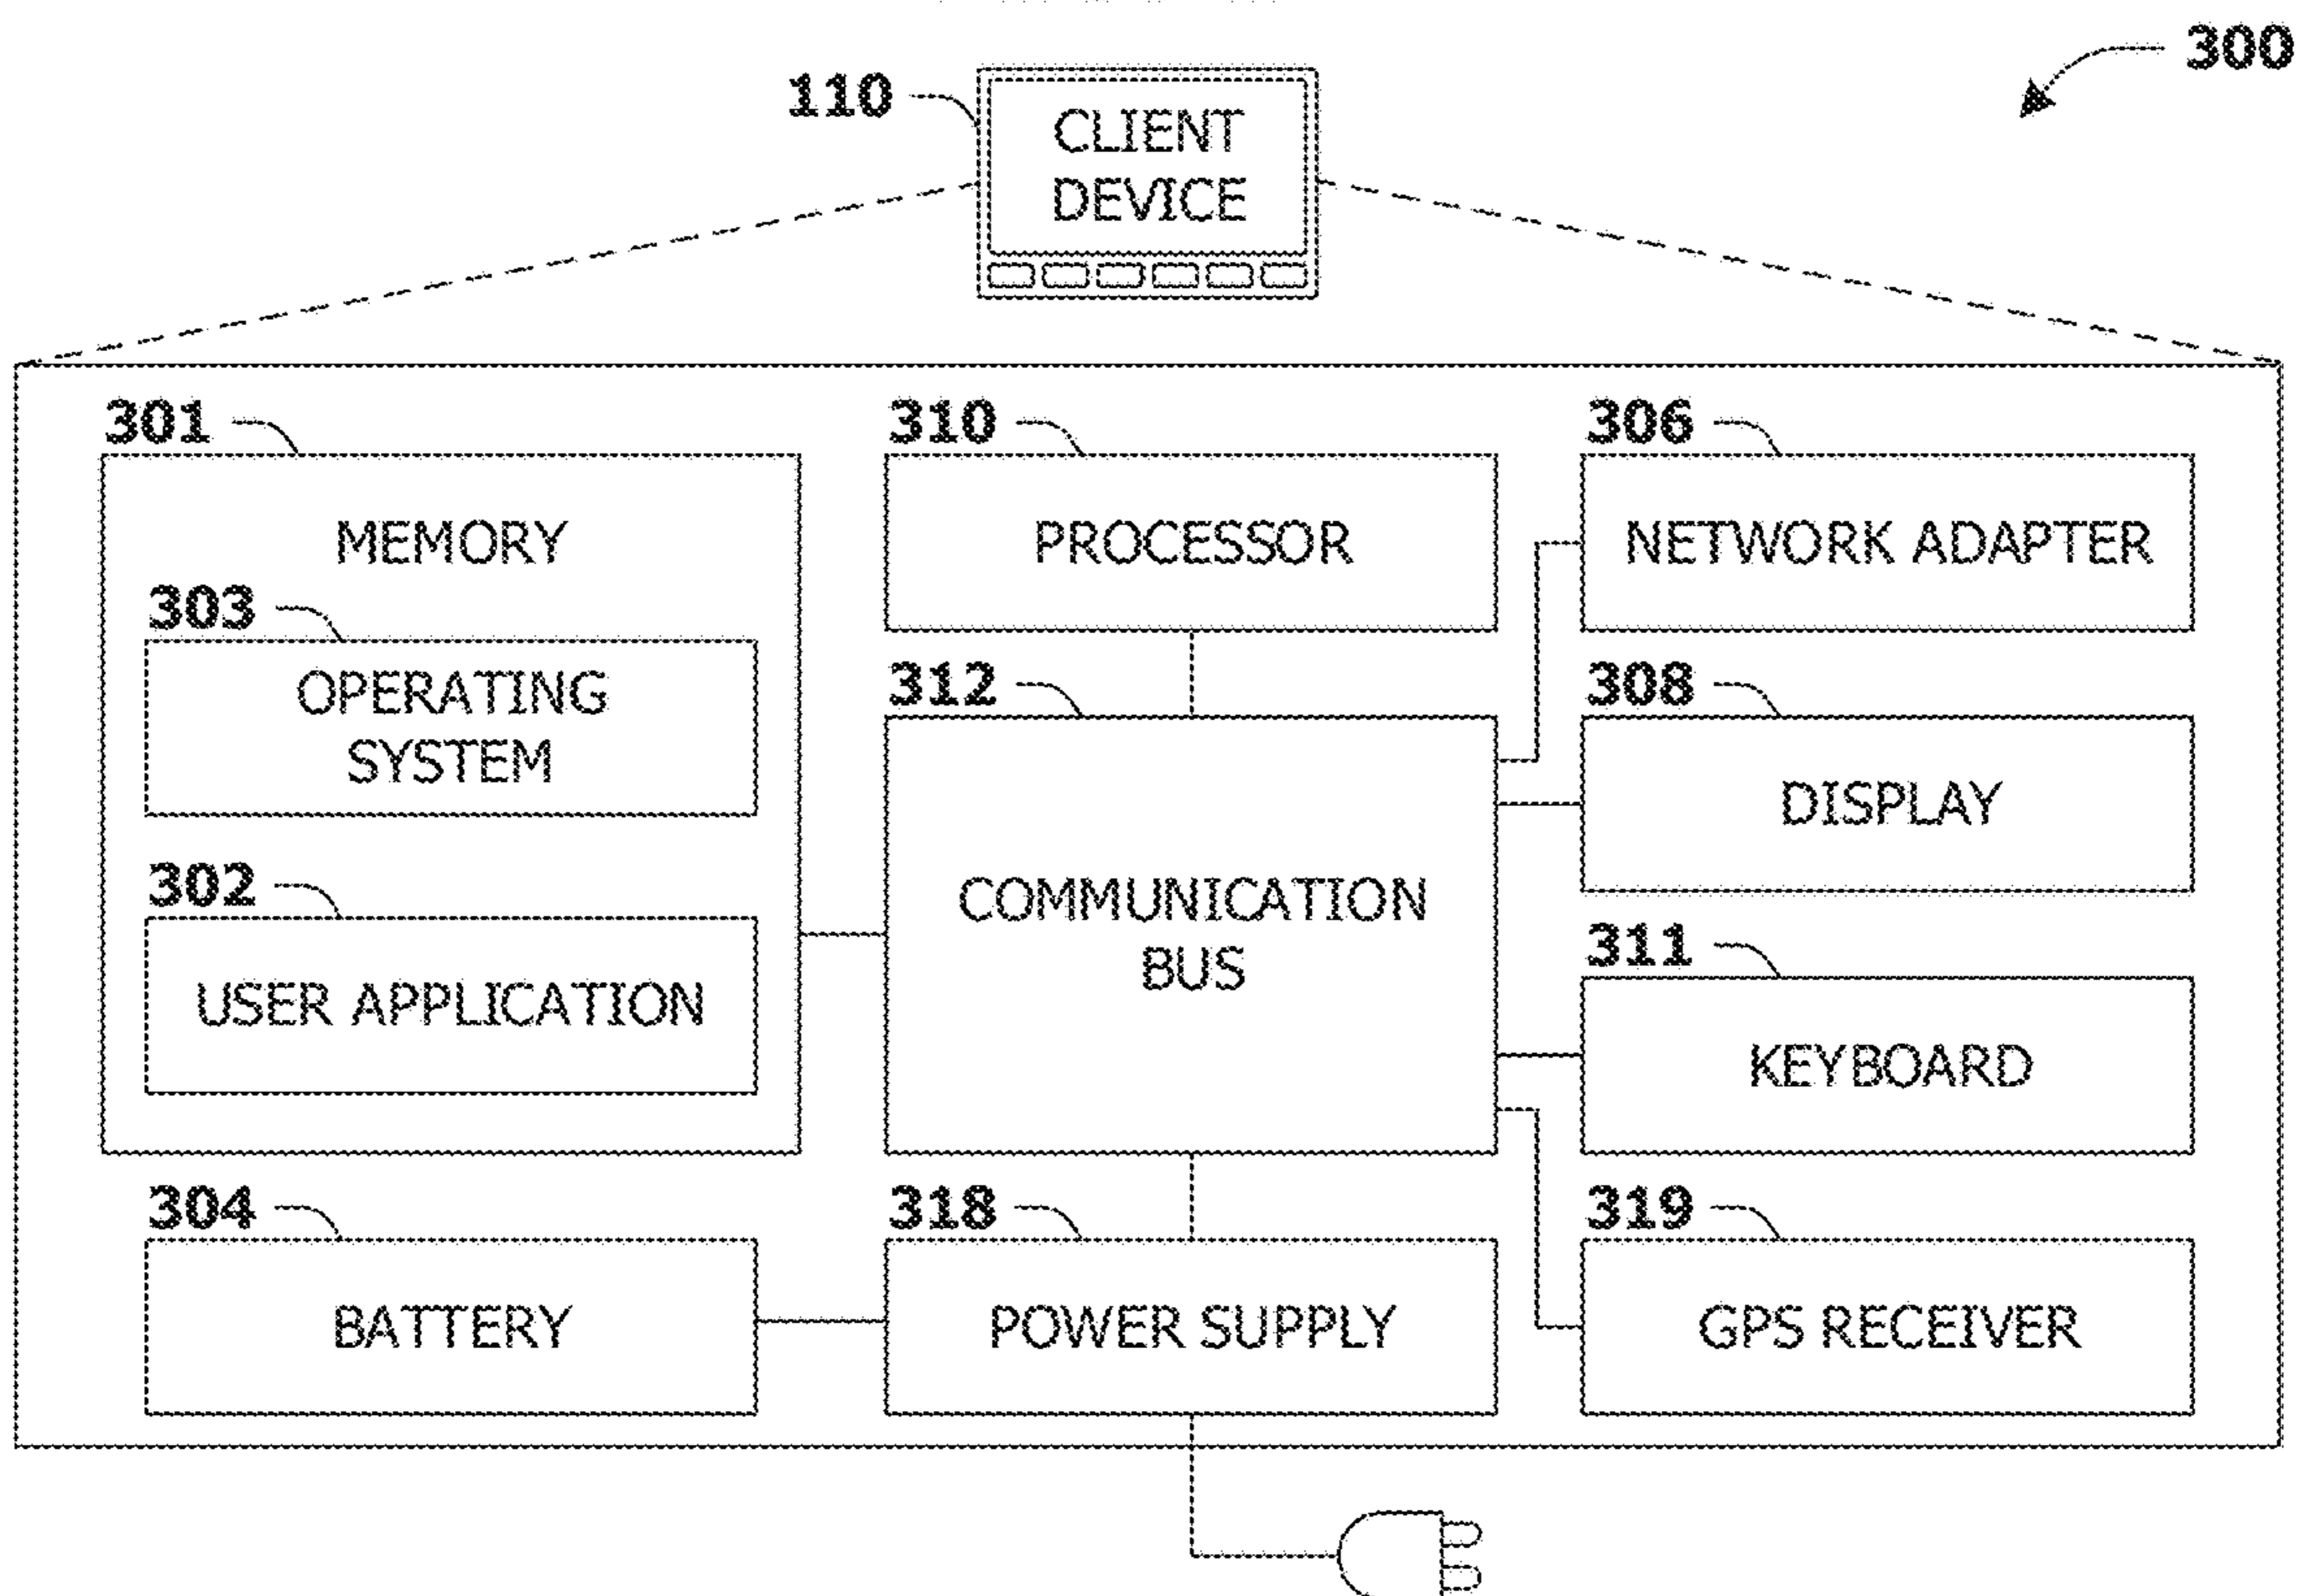 300
110
CLIENT
DEVICE
301
MEMORY
303
OPERATING
SYSTEM
302
USER APPLICATION
304
BATTERY
310
PROCESSOR
312
COMMUNICATION
BUS
318
POWER SUPPLY
306
NETWORK ADAPTER
308
DISPLAY
311
KEYBOARD
319
GPS RECEIVER